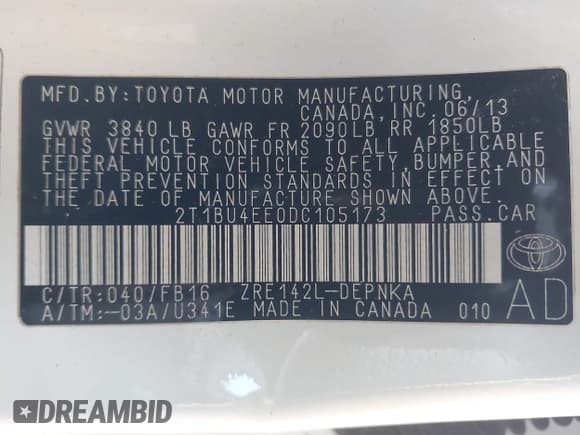 MFD.BY:TOYOTA MOTOR MANUFACTURING,
CANADA,INC. 06/13
GVWR 3840 LB GAWR FR 2090LB RR 1850LB
THIS VEHICLE CONFORMS TO ALL APPLICABLE
FEDERAL MOTOR VEHICLE SAFETY, BUMPER,AND
THEFT PREVENTION STANDARDS IN EFFECT ON
THE DATE OF MANUFACTURE SHOWN ABOVE.
2T1BU4EE0DC105173 PASS.CAR
C/TR:040/FB16 ZRE142L-DEPNKA
A/TM:-03A/U341E MADE IN CANADA 010
AD
DREAMBID